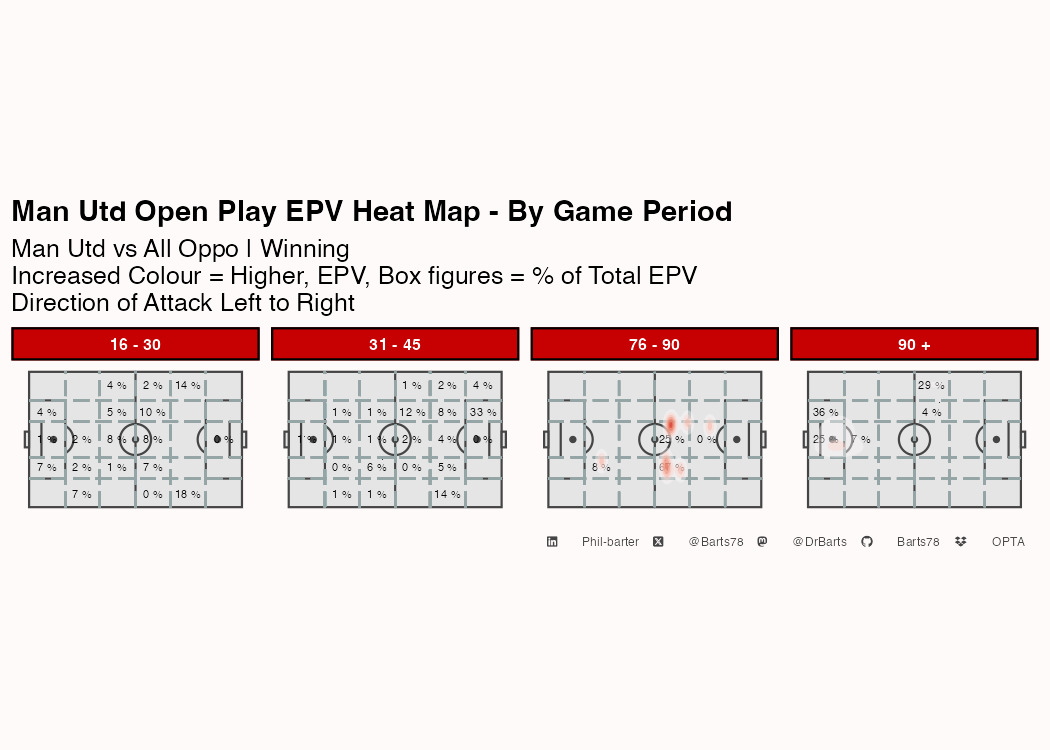 Man Utd Open Play EPV Heat Map - By Game Period
Man Utd vs All Oppo | Winning
Increased Colour = Higher, EPV, Box figures = % of Total EPV
Direction of Attack Left to Right
16 - 30
4 % 2 % 14 %
4 % 5 % 10 %
2 % 8 % 8 %
7 % 2 % 1 % 7 %
7 % 0 % 18 %
31 - 45
1 % 2 % 4 %
1 % 1 % 12 % 8 % 33 %
1 % 1 % 2 % 4 %
0 % 6 % 0 % 5 %
1 % 1 % 14 %
76 - 90
25 % 0 %
8 %
90 +
29 %
36 % 4 %
25 % 7 %
Phil-barter @Barts78 @DrBarts Barts78 OPTA